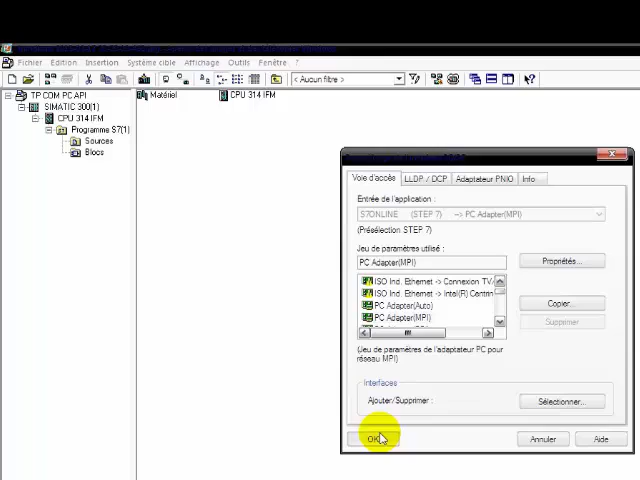 Fichier Edition Insertion Système cible Affichage Outils Fenêtre ?
< Aucun filtre >
TP COM PC API
SIMATIC 300(1)
CPU 314 IFM
Programme S7(1)
Sources
Blocs
Matériel
CPU 314 IFM
Voie d'accès LLDP / DCP Adaptateur PNIO Info
Entrée de l'application :
S7ONLINE (STEP 7) --> PC Adapter(MPI)
(Présélection STEP 7)
Jeu de paramètres utilisé :
PC Adapter(MPI)
Propriétés...
ISO Ind. Ethernet -> Connexion TV/
ISO Ind. Ethernet -> Intel(R) Centrin
PC Adapter(Auto)
PC Adapter(MPI)
Copier...
Supprimer
(Jeu de paramètres de l'adaptateur PC pour
réseau MPI)
Interfaces
Ajouter/Supprimer :
Sélectionner...
OK
Annuler
Aide